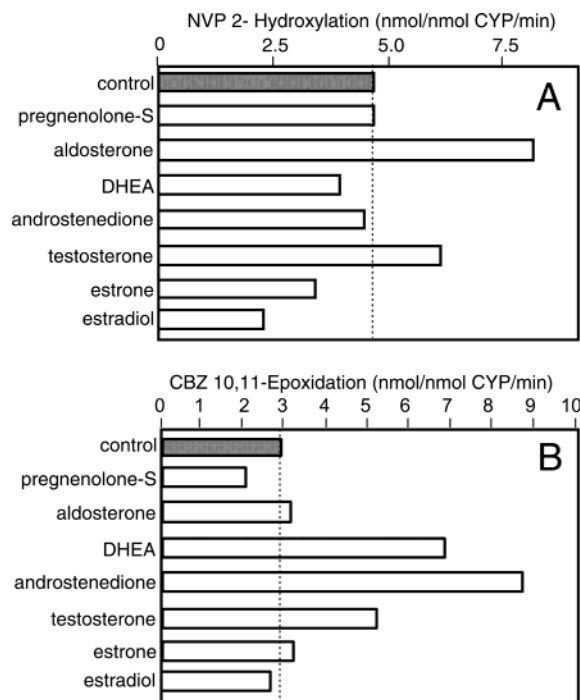 NVP 2- Hydroxylation (nmol/nmol CYP/min)
0 2.5 5.0 7.5
control
A
pregnenolone-S
aldosterone
DHEA
androstenedione
testosterone
estrone
estradiol
CBZ 10,11-Epoxidation (nmol/nmol CYP/min)
0 1 2 3 4 5 6 7 8 9 10
control
B
pregnenolone-S
aldosterone
DHEA
androstenedione
testosterone
estrone
estradiol